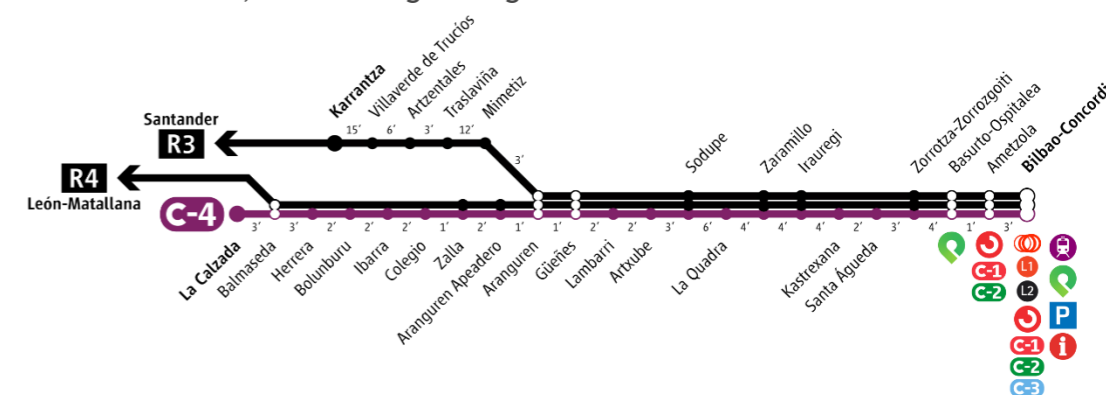 Santander
R3
León-Matallana
R4
C-4
Karrantza
Villaverde de Trucíos
Artzentales
Traslaviña
Mimetiz
15’ 6’ 3’ 12’
3’
Sodupe
Zaramillo
Irauregi
Zorrotza-Zorrozgoiti
Basurto-Ospitalea
Ametzola
Bilbao-Concordi
3’ 3’ 2’ 2’ 2’ 1’ 2’ 1’ 1’ 2’ 2’ 3’ 6’ 4’ 4’ 4’ 2’ 3’ 4’ 1’ 3’
La Calzada
Balmaseda
Herrera
Bolunburu
Ibarra
Colegio
Zalla
Aranguren Apeadero
Aranguren
Güeñes
Lambarri
Artxube
La Quadra
Kastrexana
Santa Águeda
C-1
C-2
L1
L2
C-1
C-2
C-3
P
i